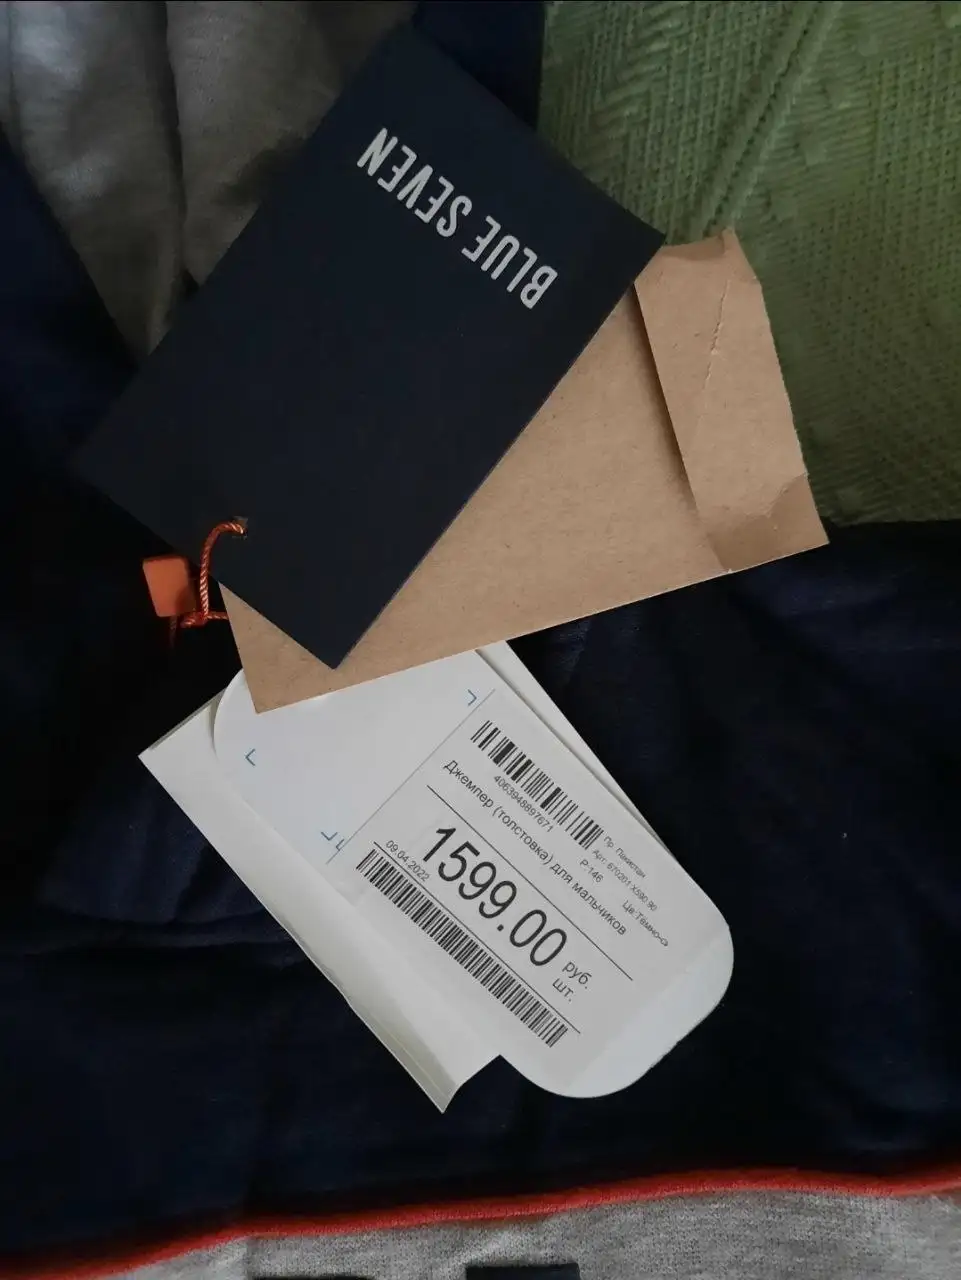 BLUE SEVEN
4063948897671
Пр. Пакистан
Арт. 670201 X590.90
Р.146
Цв.Тёмно-с
Джемпер (толстовка) для мальчиков
1599.00 руб.
шт.
09.04.2022